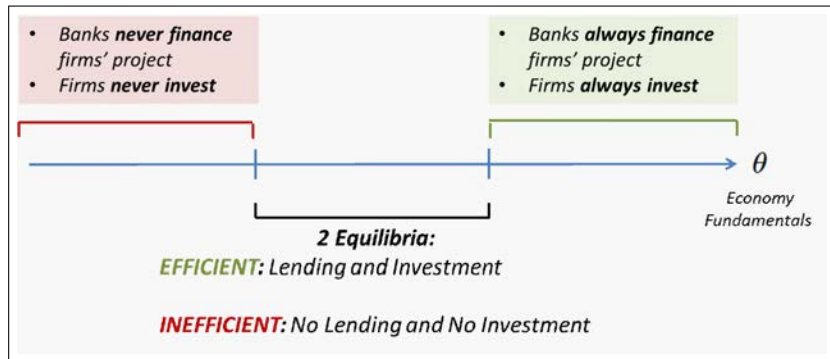 • Banks never finance
firms' project
• Firms never invest
• Banks always finance
firms' project
• Firms always invest
θ
Economy
Fundamentals
2 Equilibria:
EFFICIENT: Lending and Investment
INEFFICIENT: No Lending and No Investment